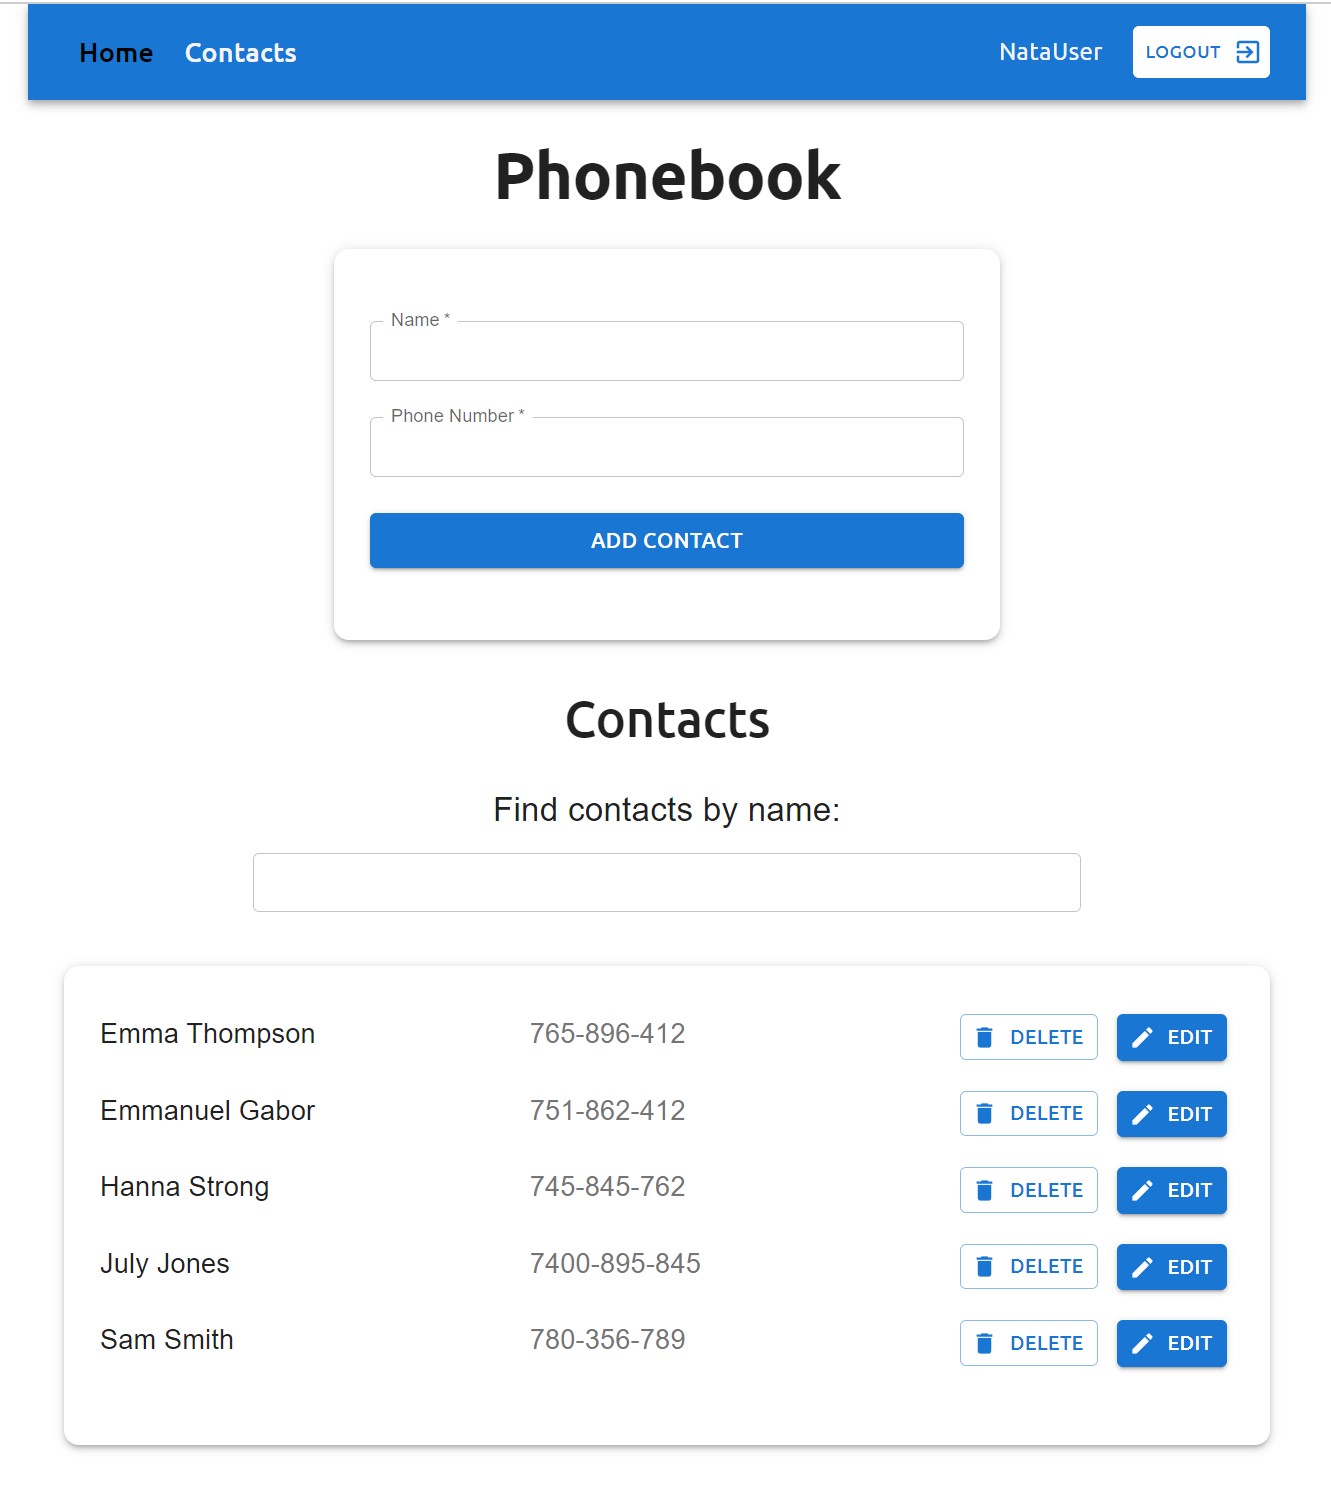 Home Contacts NataUser LOGOUT
Phonebook
Name *
Phone Number *
ADD CONTACT
Contacts
Find contacts by name:
Emma Thompson 765-896-412 DELETE EDIT
Emmanuel Gabor 751-862-412 DELETE EDIT
Hanna Strong 745-845-762 DELETE EDIT
July Jones 7400-895-845 DELETE EDIT
Sam Smith 780-356-789 DELETE EDIT